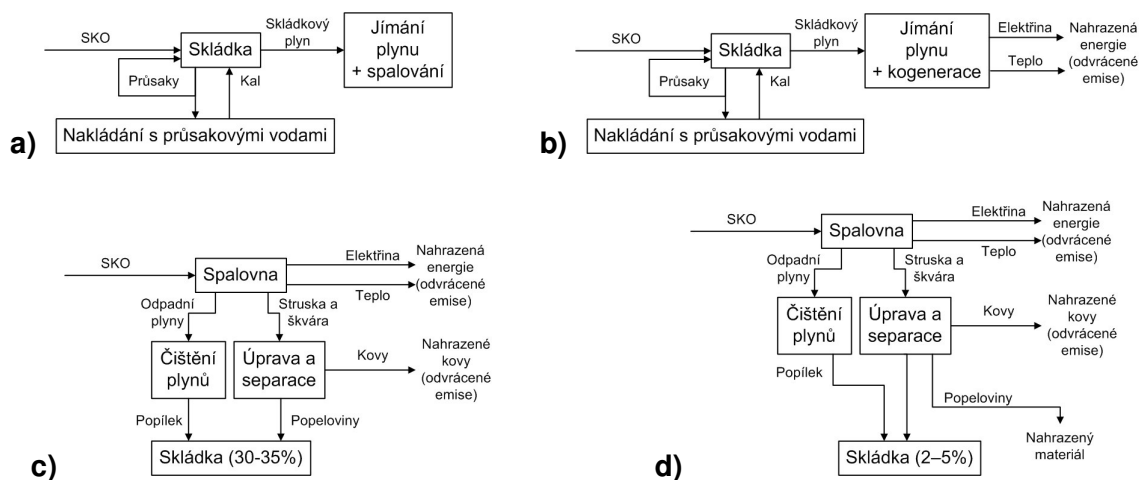 SKO
Skládka
Skládkový
plyn
Jímání
plynu
+ spalování
Průsaky
Kal
Nakládání s průsakovými vodami
a)
SKO
Skládka
Skládkový
plyn
Jímání
plynu
+ kogenerace
Elektřina
Teplo
Nahrazená
energie
(odvrácené
emise)
Průsaky
Kal
Nakládání s průsakovými vodami
b)
SKO
Spalovna
Elektřina
Teplo
Nahrazená
energie
(odvrácené
emise)
Odpadní
plyny
Struska a
škvára
Čištění
plynů
Úprava a
separace
Kovy
Nahrazené
kovy
(odvrácené
emise)
Popílek
Popeloviny
Skládka (30-35%)
c)
SKO
Spalovna
Elektřina
Teplo
Nahrazená
energie
(odvrácené
emise)
Odpadní
plyny
Struska a
škvára
Čištění
plynů
Úprava a
separace
Kovy
Nahrazené
kovy
(odvrácené
emise)
Popílek
Popeloviny
Nahrazený
materiál
Skládka (2–5%)
d)